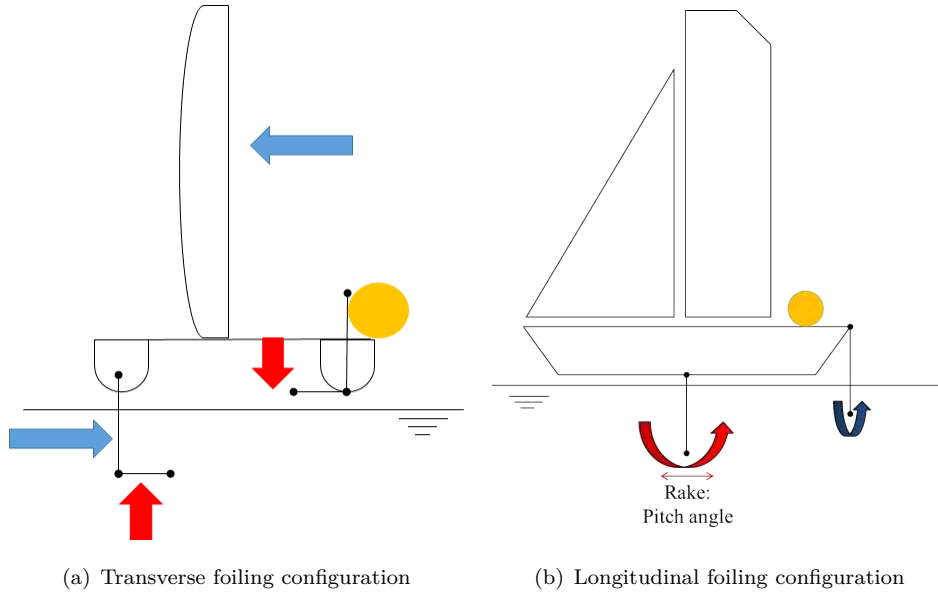 Rake:
Pitch angle
(a) Transverse foiling configuration
(b) Longitudinal foiling configuration